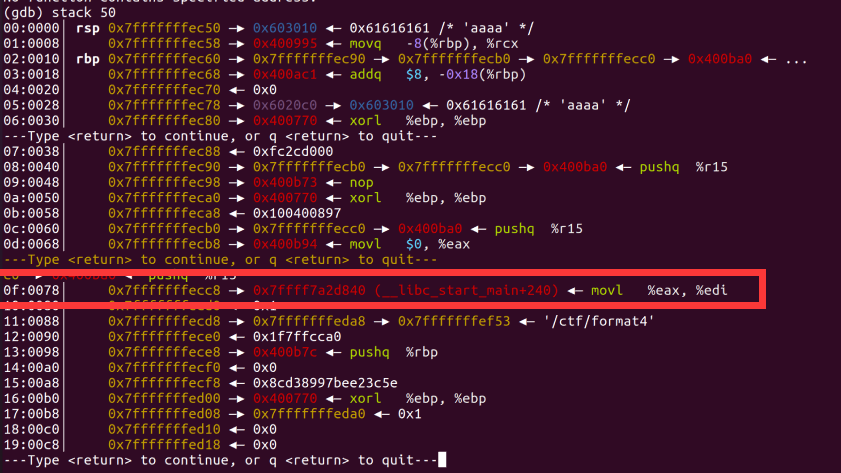 (gdb) stack 50
00:0000│ rsp 0x7fffffffec50 —▸ 0x603010 ◂— 0x61616161 /* 'aaaa' */
01:0008│     0x7fffffffec58 —▸ 0x400995 ◂— movq   -8(%rbp), %rcx
02:0010│ rbp 0x7fffffffec60 —▸ 0x7fffffffec90 —▸ 0x7fffffffecb0 —▸ 0x7fffffffecc0 —▸ 0x400ba0 ◂— ...
03:0018│     0x7fffffffec68 —▸ 0x400ac1 ◂— addq   $8, -0x18(%rbp)
04:0020│     0x7fffffffec70 ◂— 0x0
05:0028│     0x7fffffffec78 —▸ 0x6020c0 —▸ 0x603010 ◂— 0x61616161 /* 'aaaa' */
06:0030│     0x7fffffffec80 —▸ 0x400770 ◂— xorl   %ebp, %ebp
---Type <return> to continue, or q <return> to quit---
07:0038│     0x7fffffffec88 ◂— 0xfc2cd000
08:0040│     0x7fffffffec90 —▸ 0x7fffffffecb0 —▸ 0x7fffffffecc0 —▸ 0x400ba0 ◂— pushq  %r15
09:0048│     0x7fffffffec98 —▸ 0x400b73 ◂— nop
0a:0050│     0x7fffffffeca0 —▸ 0x400770 ◂— xorl   %ebp, %ebp
0b:0058│     0x7fffffffeca8 ◂— 0x100400897
0c:0060│     0x7fffffffecb0 —▸ 0x7fffffffecc0 —▸ 0x400ba0 ◂— pushq  %r15
0d:0068│     0x7fffffffecb8 —▸ 0x400b94 ◂— movl   $0, %eax
---Type <return> to continue, or q <return> to quit---
0f:0078│     0x7fffffffecc8 —▸ 0x7ffff7a2d840 (__libc_start_main+240) ◂— movl   %eax, %edi
11:0088│     0x7fffffffecd8 —▸ 0x7fffffffeda8 —▸ 0x7fffffffef53 ◂— '/ctf/format4'
12:0090│     0x7fffffffece0 ◂— 0x1f7ffcca0
13:0098│     0x7fffffffece8 —▸ 0x400b7c ◂— pushq  %rbp
14:00a0│     0x7fffffffecf0 ◂— 0x0
15:00a8│     0x7fffffffecf8 ◂— 0x8cd38997bee23c5e
16:00b0│     0x7fffffffed00 —▸ 0x400770 ◂— xorl   %ebp, %ebp
17:00b8│     0x7fffffffed08 —▸ 0x7fffffffeda0 ◂— 0x1
18:00c0│     0x7fffffffed10 ◂— 0x0
19:00c8│     0x7fffffffed18 ◂— 0x0
---Type <return> to continue, or q <return> to quit---